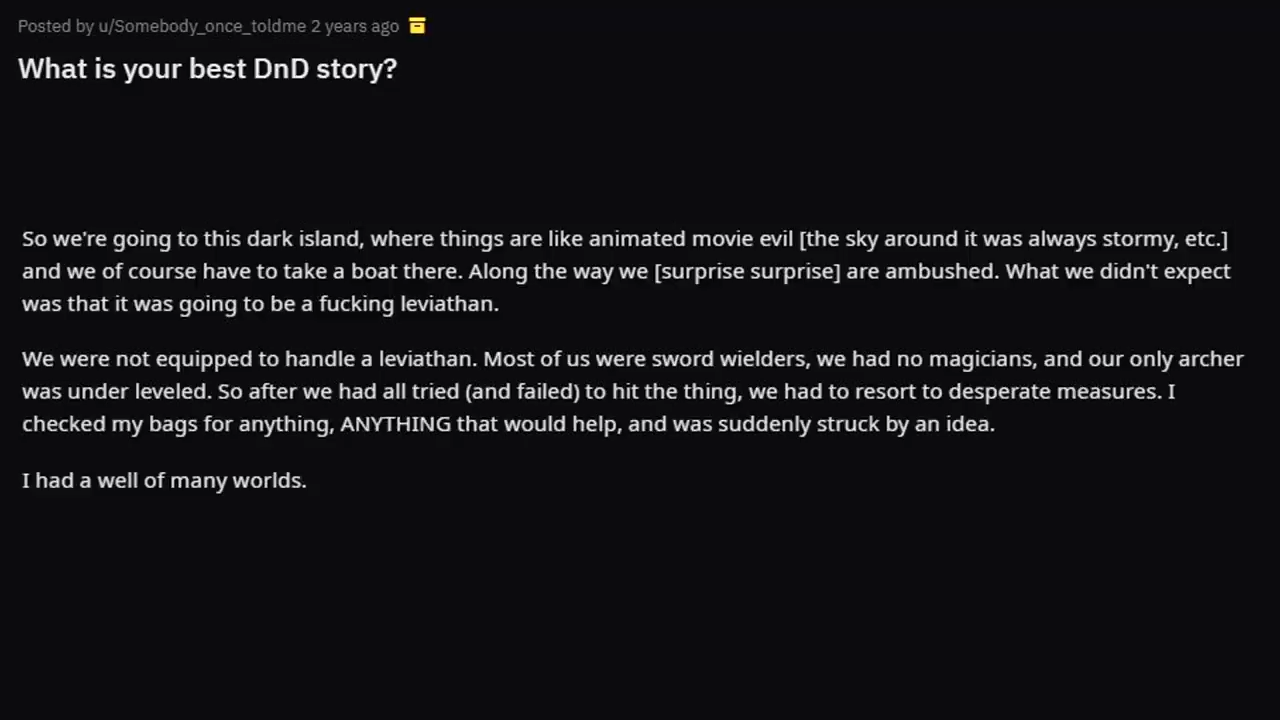 Posted by u/Somebody_once_toldme 2 years ago
What is your best DnD story?
So we're going to this dark island, where things are like animated movie evil [the sky around it was always stormy, etc.]
and we of course have to take a boat there. Along the way we [surprise surprise] are ambushed. What we didn't expect
was that it was going to be a fucking leviathan.
We were not equipped to handle a leviathan. Most of us were sword wielders, we had no magicians, and our only archer
was under leveled. So after we had all tried (and failed) to hit the thing, we had to resort to desperate measures. I
checked my bags for anything, ANYTHING that would help, and was suddenly struck by an idea.
I had a well of many worlds.